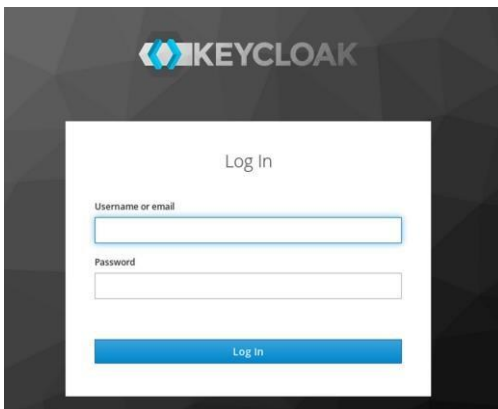 KEYCLOAK
Log In
Username or email
Password
Log In